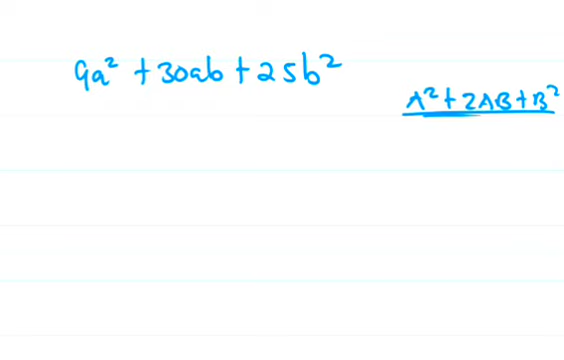 9a² + 30ab + 25b²
A² + 2AB + B²